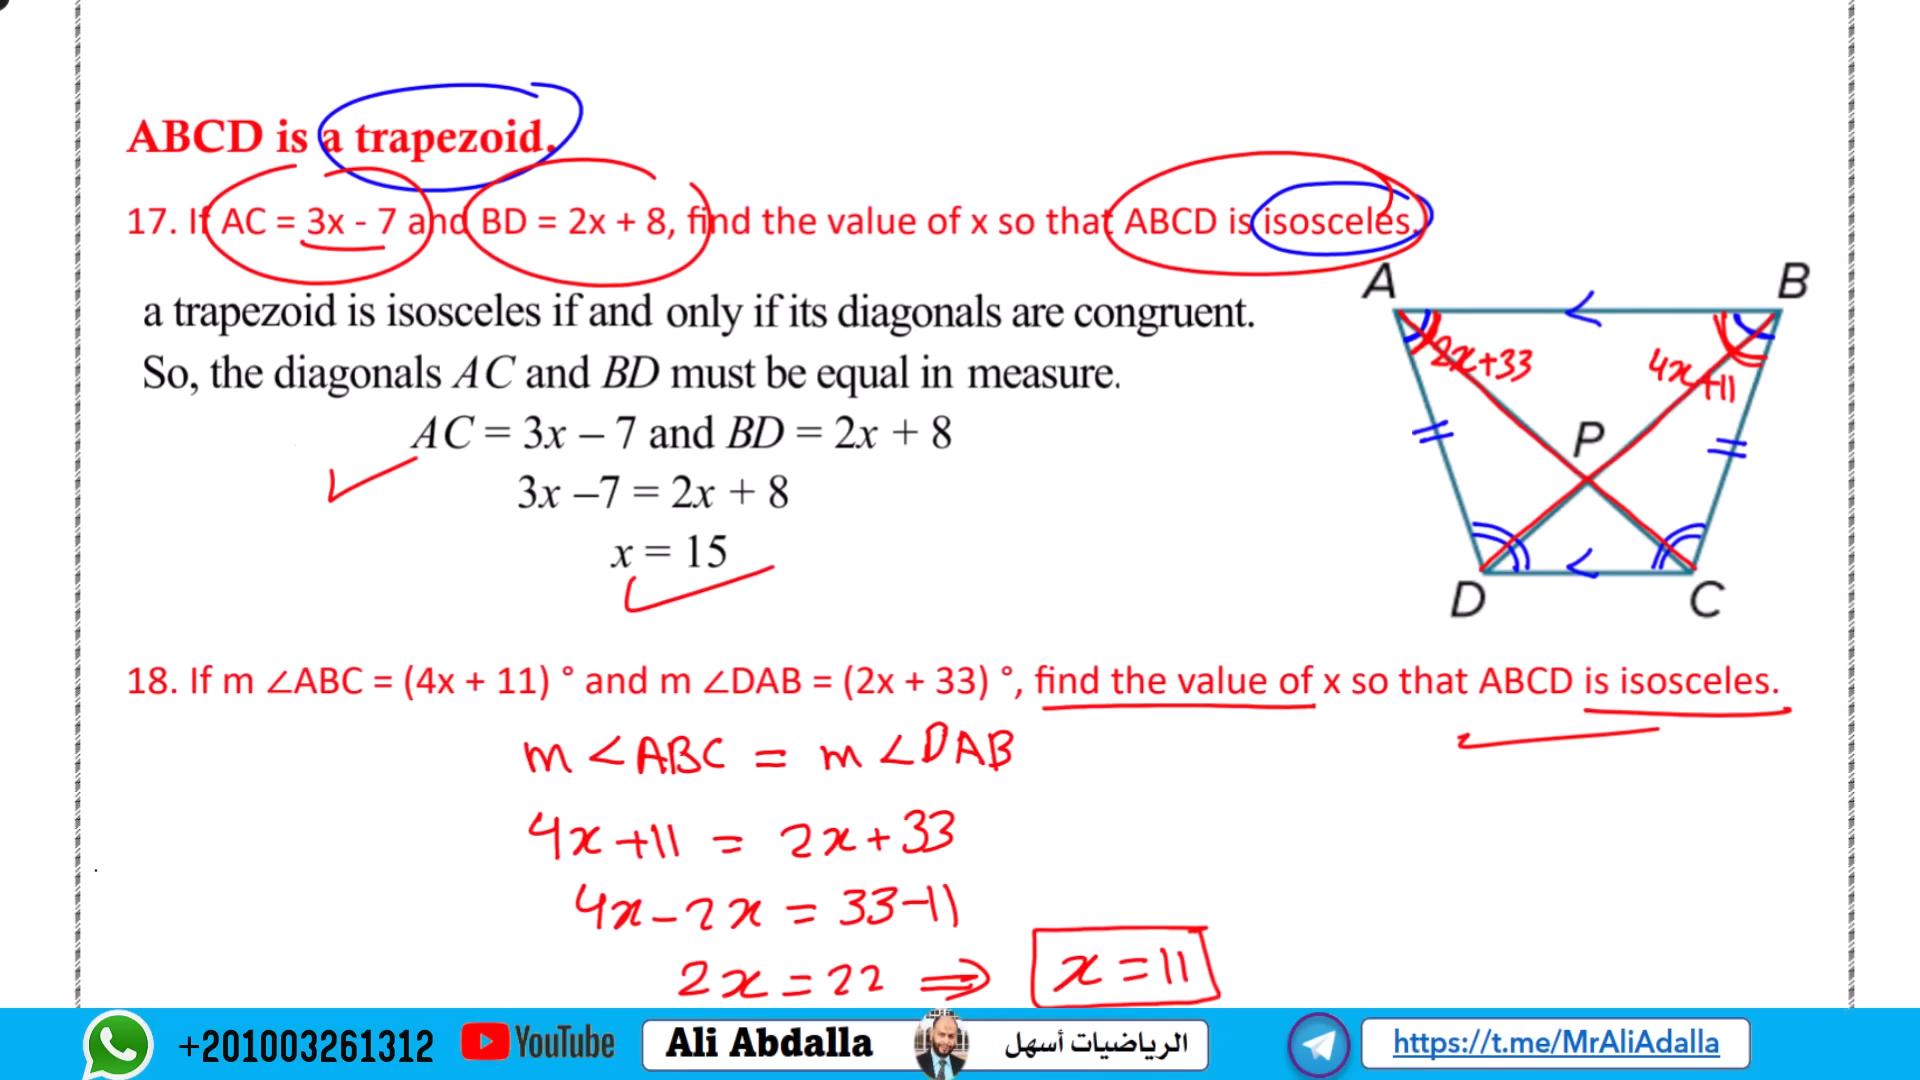 ABCD is a trapezoid.
17. If AC = 3x - 7 and BD = 2x + 8, find the value of x so that ABCD is isosceles.
a trapezoid is isosceles if and only if its diagonals are congruent.
So, the diagonals AC and BD must be equal in measure.
AC = 3x – 7 and BD = 2x + 8
3x –7 = 2x + 8
x = 15
A
B
2x+33
4x+11
P
D
C
18. If m ∠ABC = (4x + 11) ° and m ∠DAB = (2x + 33) °, find the value of x so that ABCD is isosceles.
m ∠ABC = m ∠DAB
4x+11 = 2x+33
4x-2x = 33-11
2x = 22 ⇒ x = 11
+201003261312
YouTube
Ali Abdalla
الرياضيات أسهل
https://t.me/MrAliAdalla